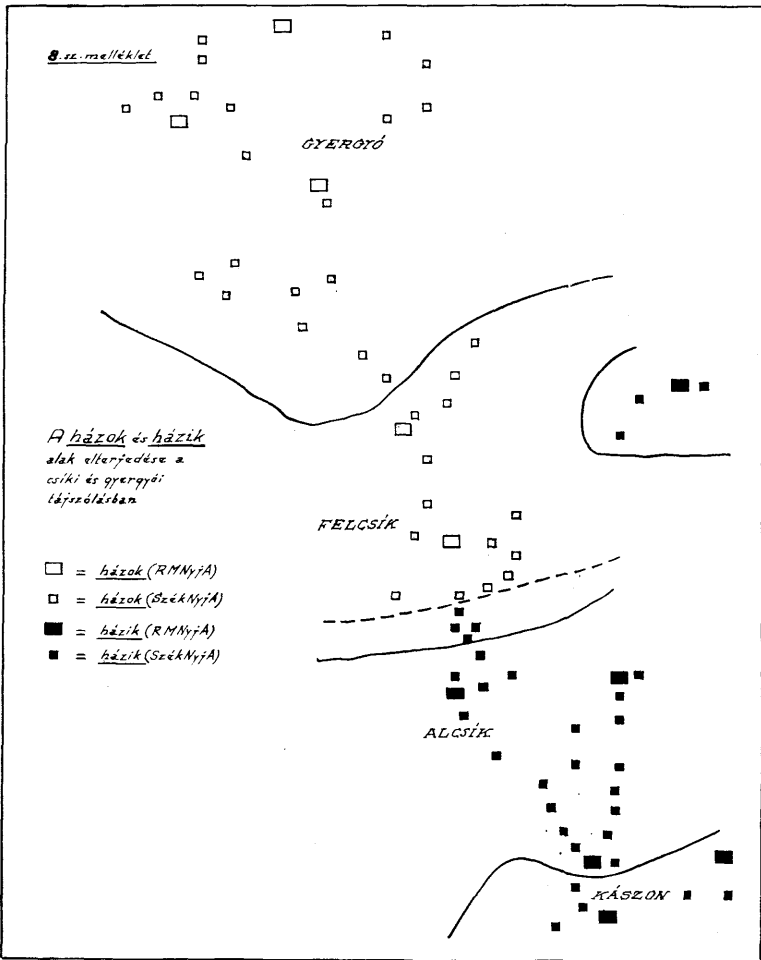 8. sz. melléklet
GYERGYÓ
A házok és házik
alak elterjedése a
csíki és gyergyói
tájszólásban
FELCSÍK
= házok (RMNyjA)
= házok (SzékNyjA)
= házik (RMNyjA)
= házik (SzékNyjA)
ALCSÍK
KÁSZON